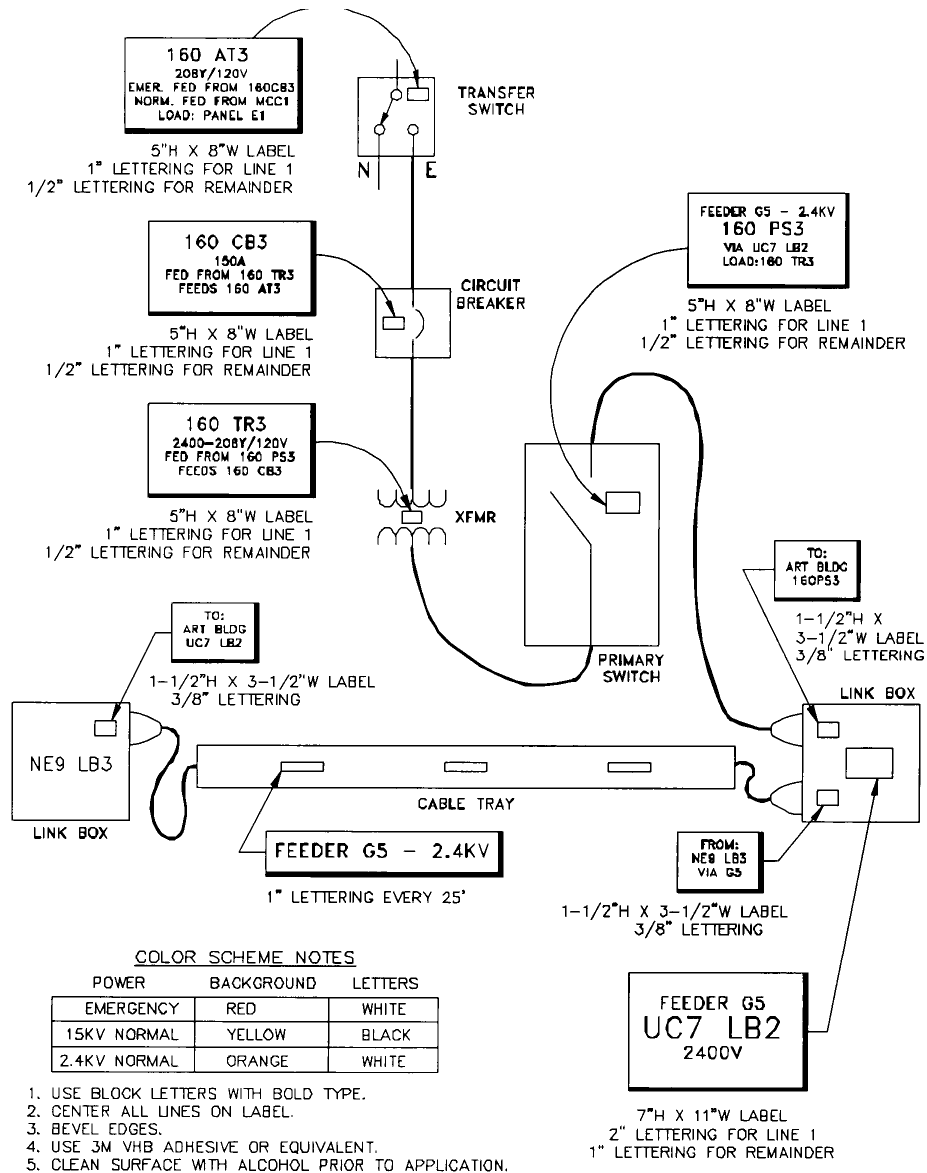 160 AT3
208Y/120V
EMER. FED FROM 160CB3
NORM. FED FROM MCC1
LOAD: PANEL E1
5"H X 8"W LABEL
1" LETTERING FOR LINE 1
1/2" LETTERING FOR REMAINDER
TRANSFER
SWITCH
N E
160 CB3
150A
FED FROM 160 TR3
FEEDS 160 AT3
5"H X 8"W LABEL
1" LETTERING FOR LINE 1
1/2" LETTERING FOR REMAINDER
CIRCUIT
BREAKER
FEEDER G5 - 2.4KV
160 PS3
VIA UC7 LB2
LOAD:160 TR3
5"H X 8"W LABEL
1" LETTERING FOR LINE 1
1/2" LETTERING FOR REMAINDER
160 TR3
2400-208Y/120V
FED FROM 160 PS3
FEEDS 160 CB3
5"H X 8"W LABEL
1" LETTERING FOR LINE 1
1/2" LETTERING FOR REMAINDER
XFMR
PRIMARY
SWITCH
TO:
ART BLDG
160PS3
1-1/2"H X
3-1/2"W LABEL
3/8" LETTERING
LINK BOX
TO:
ART BLDG
UC7 LB2
1-1/2"H X 3-1/2"W LABEL
3/8" LETTERING
NE9 LB3
LINK BOX
CABLE TRAY
FEEDER G5 - 2.4KV
1" LETTERING EVERY 25'
FROM:
NE9 LB3
VIA G5
1-1/2"H X 3-1/2"W LABEL
3/8" LETTERING
FEEDER G5
UC7 LB2
2400V
7"H X 11"W LABEL
2" LETTERING FOR LINE 1
1" LETTERING FOR REMAINDER
COLOR SCHEME NOTES
POWER BACKGROUND LETTERS
EMERGENCY RED WHITE
15KV NORMAL YELLOW BLACK
2.4KV NORMAL ORANGE WHITE
1. USE BLOCK LETTERS WITH BOLD TYPE.
2. CENTER ALL LINES ON LABEL.
3. BEVEL EDGES.
4. USE 3M VHB ADHESIVE OR EQUIVALENT.
5. CLEAN SURFACE WITH ALCOHOL PRIOR TO APPLICATION.